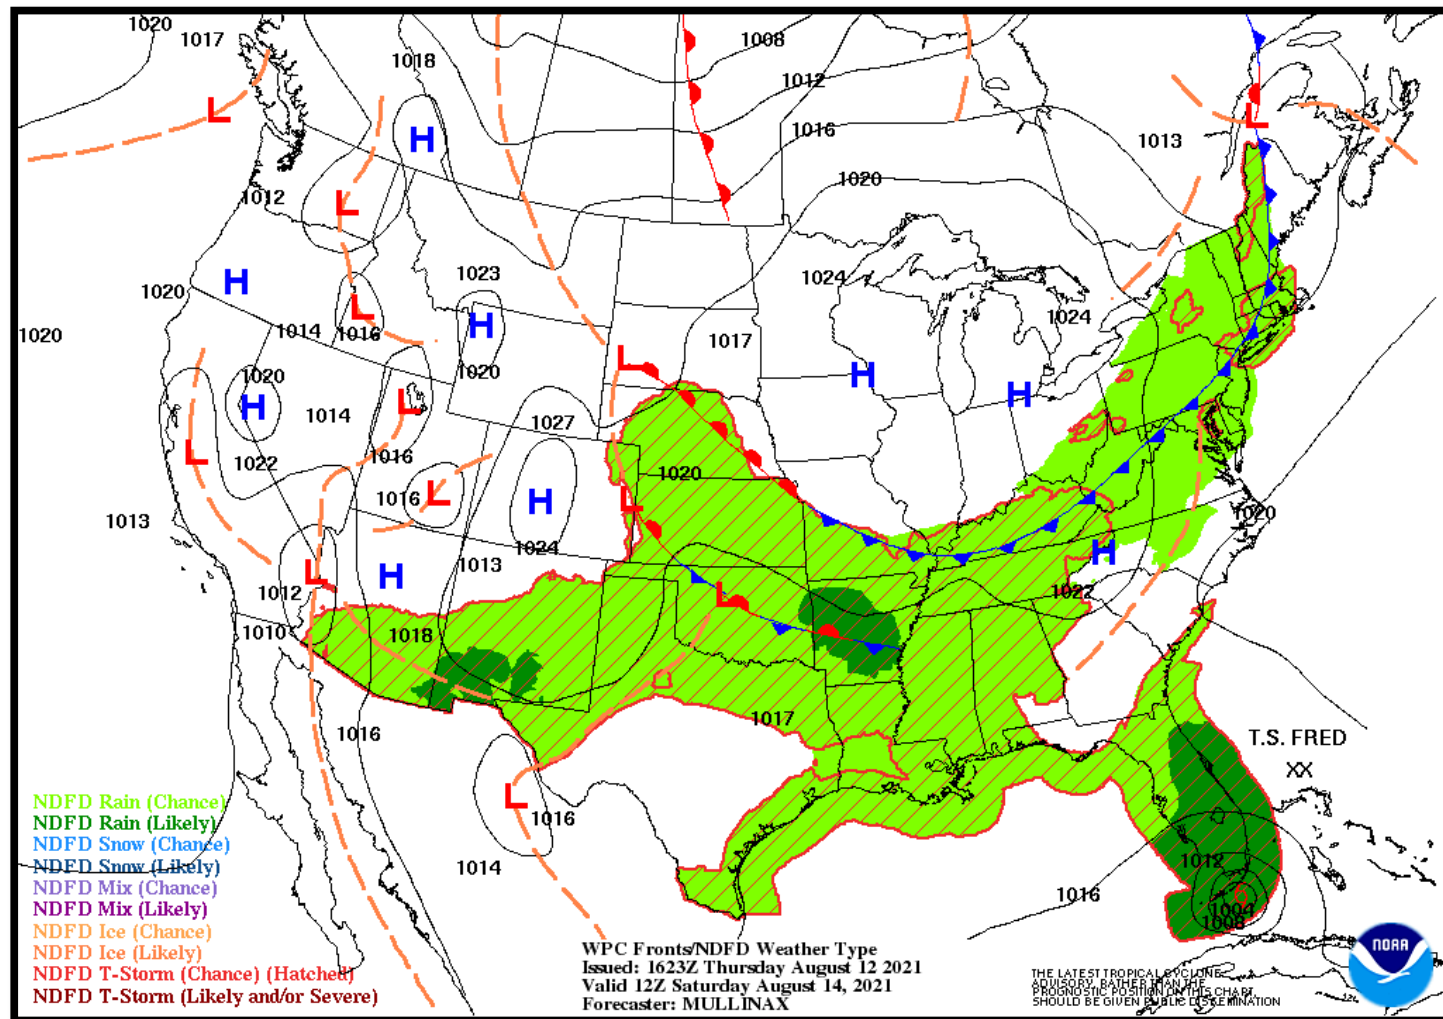 1020
1017
1018
1008
1012
1016
1013
1020
H
L
L
L
1012
H
1020
1023
1024
1024
1020
1014
1016
L
H
1017
L
H
H
1020
1020
H
1014
L
1027
L
1022
1016
1016
L
H
1020
L
1013
1024
1013
1020
H
H
1022
L
1012
1010
1018
L
1016
1017
T.S. FRED
XX
L
1016
1014
1012
1016
1004
1008
NDFD Rain (Chance)
NDFD Rain (Likely)
NDFD Snow (Chance)
NDFD Snow (Likely)
NDFD Mix (Chance)
NDFD Mix (Likely)
NDFD Ice (Chance)
NDFD Ice (Likely)
NDFD T-Storm (Chance) (Hatched)
NDFD T-Storm (Likely and/or Severe)
WPC Fronts/NDFD Weather Type
Issued: 1623Z Thursday August 12 2021
Valid 12Z Saturday August 14, 2021
Forecaster: MULLINAX
THE LATEST TROPICAL CYCLONE
ADVISORY, RATHER THAN THE
PROGNOSTIC POSITION ON THIS CHART,
SHOULD BE GIVEN PUBLIC DISSEMINATION
NOAA